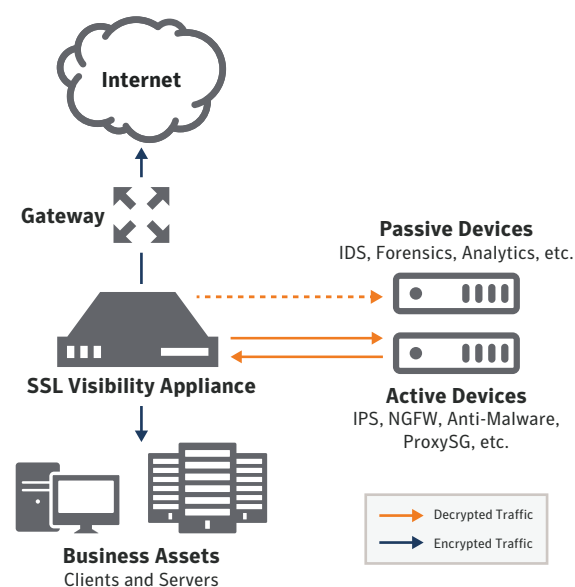 Internet
Gateway
Passive Devices
IDS, Forensics, Analytics, etc.
SSL Visibility Appliance
Active Devices
IPS, NGFW, Anti-Malware,
ProxySG, etc.
Business Assets
Clients and Servers
Decrypted Traffic
Encrypted Traffic